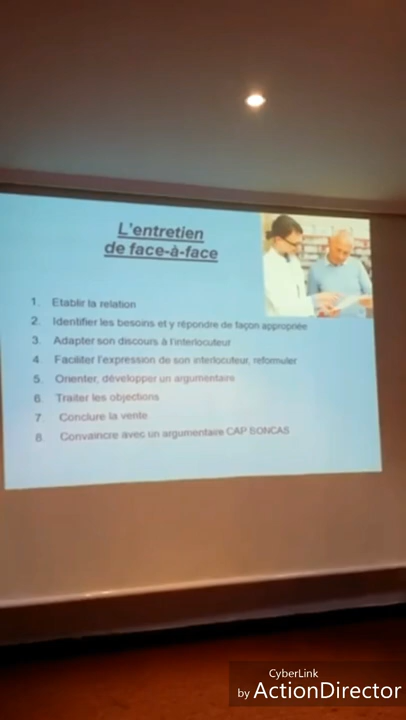 L'entretien
de face-à-face
1. Etablir la relation
2. Identifier les besoins et y répondre de façon appropriée
3. Adapter son discours à l'interlocuteur
4. Faciliter l'expression de son interlocuteur, reformuler
5. Orienter, développer un argumentaire
6. Traiter les objections
7. Conclure la vente
8. Convaincre avec un argumentaire CAP SONCAS
CyberLink
by ActionDirector